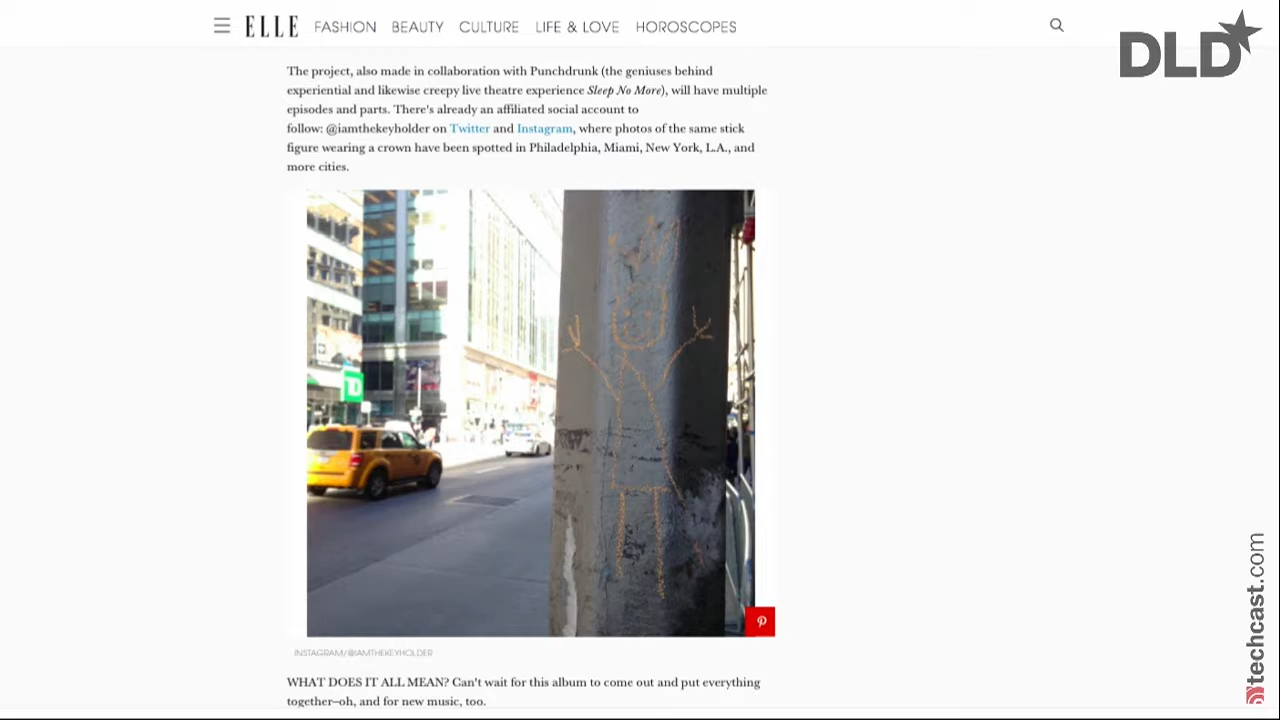 ELLE FASHION BEAUTY CULTURE LIFE & LOVE HOROSCOPES
DLD
The project, also made in collaboration with Punchdrunk (the geniuses behind
experiential and likewise creepy live theatre experience Sleep No More), will have multiple
episodes and parts. There's already an affiliated social account to
follow: @iamthekeyholder on Twitter and Instagram, where photos of the same stick
figure wearing a crown have been spotted in Philadelphia, Miami, New York, L.A., and
more cities.
TD
INSTAGRAM/@IAMTHEKEYHOLDER
WHAT DOES IT ALL MEAN? Can't wait for this album to come out and put everything
together–oh, and for new music, too.
techcast.com